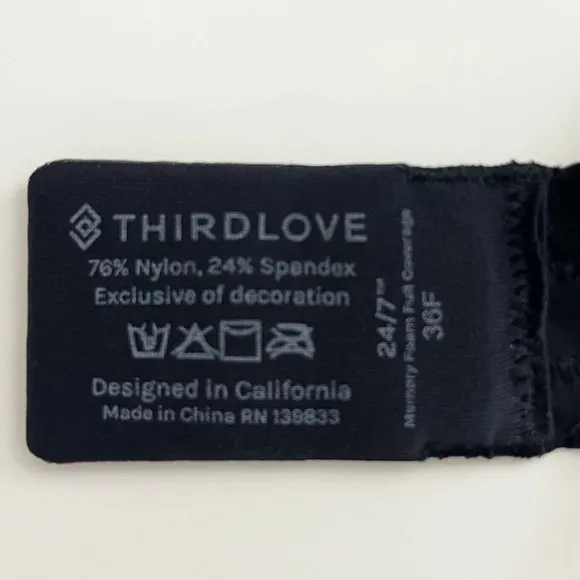 THIRDLOVE
76% Nylon, 24% Spandex
Exclusive of decoration
Designed in California
Made in China RN 139833
24/7™
Memory Foam Full Coverage
36F